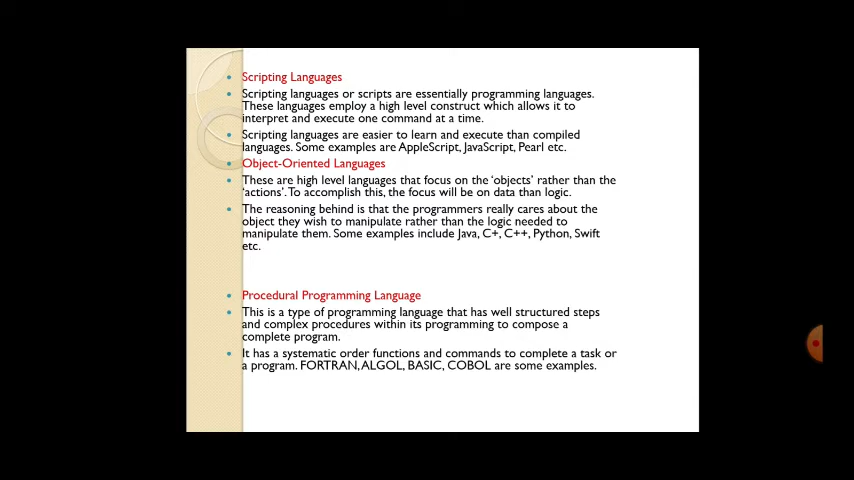 Scripting Languages
Scripting languages or scripts are essentially programming languages.
These languages employ a high level construct which allows it to
interpret and execute one command at a time.
Scripting languages are easier to learn and execute than compiled
languages. Some examples are AppleScript, JavaScript, Pearl etc.
Object-Oriented Languages
These are high level languages that focus on the ‘objects’ rather than the
‘actions’. To accomplish this, the focus will be on data than logic.
The reasoning behind is that the programmers really cares about the
object they wish to manipulate rather than the logic needed to
manipulate them. Some examples include Java, C+, C++, Python, Swift
etc.
Procedural Programming Language
This is a type of programming language that has well structured steps
and complex procedures within its programming to compose a
complete program.
It has a systematic order functions and commands to complete a task or
a program. FORTRAN, ALGOL, BASIC, COBOL are some examples.